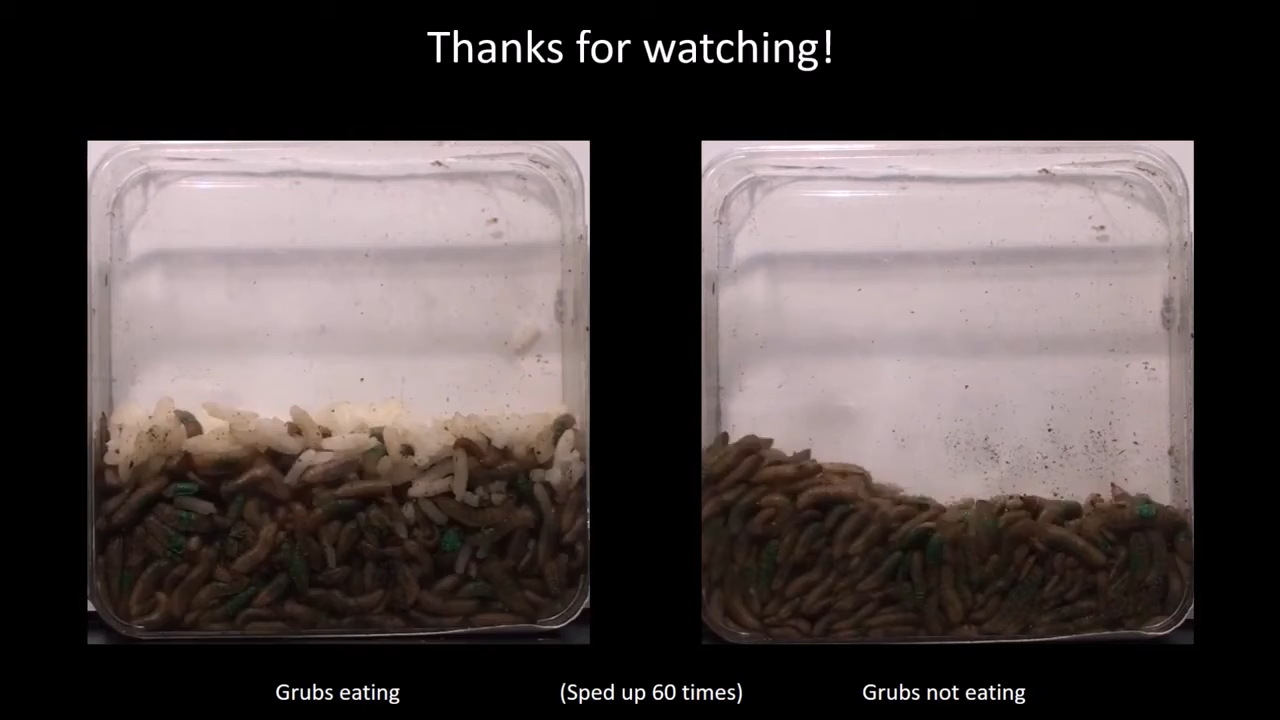 Thanks for watching!
Grubs eating
(Sped up 60 times)
Grubs not eating